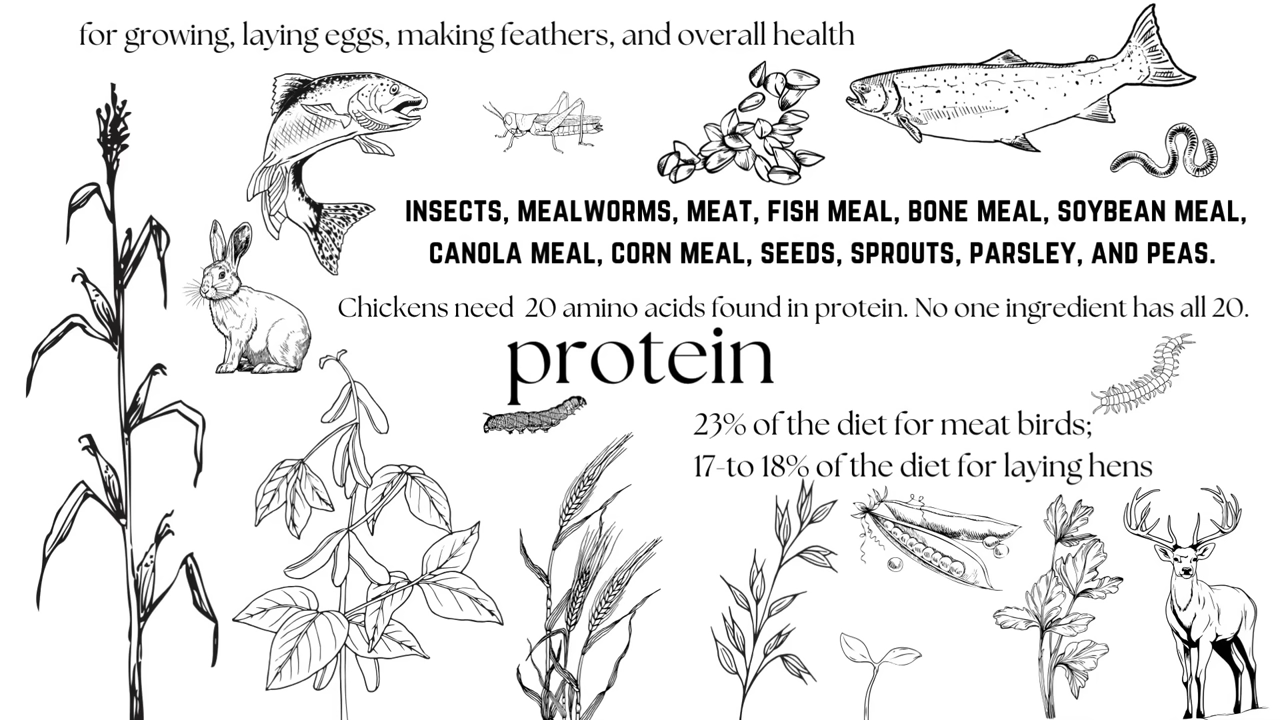 for growing, laying eggs, making feathers, and overall health
INSECTS, MEALWORMS, MEAT, FISH MEAL, BONE MEAL, SOYBEAN MEAL,
CANOLA MEAL, CORN MEAL, SEEDS, SPROUTS, PARSLEY, AND PEAS.
Chickens need 20 amino acids found in protein. No one ingredient has all 20.
protein
23% of the diet for meat birds;
17-to 18% of the diet for laying hens